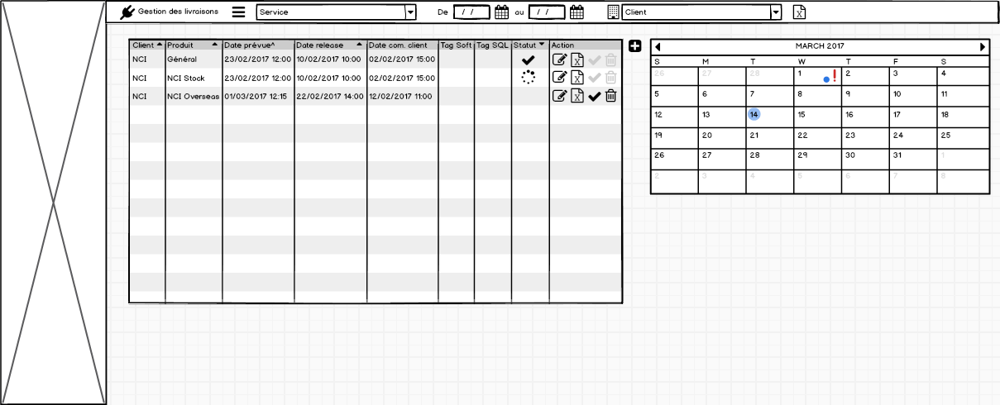 Gestion des livraisons Service De / / au / / Client X
Client Produit Date prévue^ Date release Date com. client Tag Soft Tag SQL Statut Action
NCI Général 23/02/2017 12:00 10/02/2017 10:00 02/02/2017 15:00 X
NCI NCI Stock 23/02/2017 12:00 10/02/2017 10:00 02/02/2017 15:00 X
NCI NCI Overseas 01/03/2017 12:15 22/02/2017 14:00 12/02/2017 11:00 X
MARCH 2017
S M T W T F S
26 27 28 1 ! 2 3 4
5 6 7 8 9 10 11
12 13 14 15 16 17 18
19 20 21 22 23 24 25
26 27 28 29 30 31 1
2 3 4 5 6 7 8